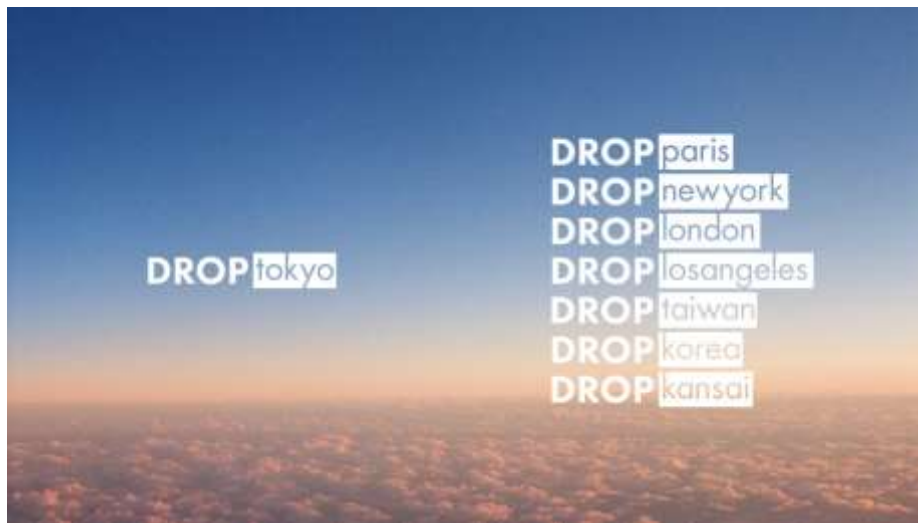 DROP tokyo
DROP paris
DROP newyork
DROP london
DROP losangeles
DROP taiwan
DROP korea
DROP kansai